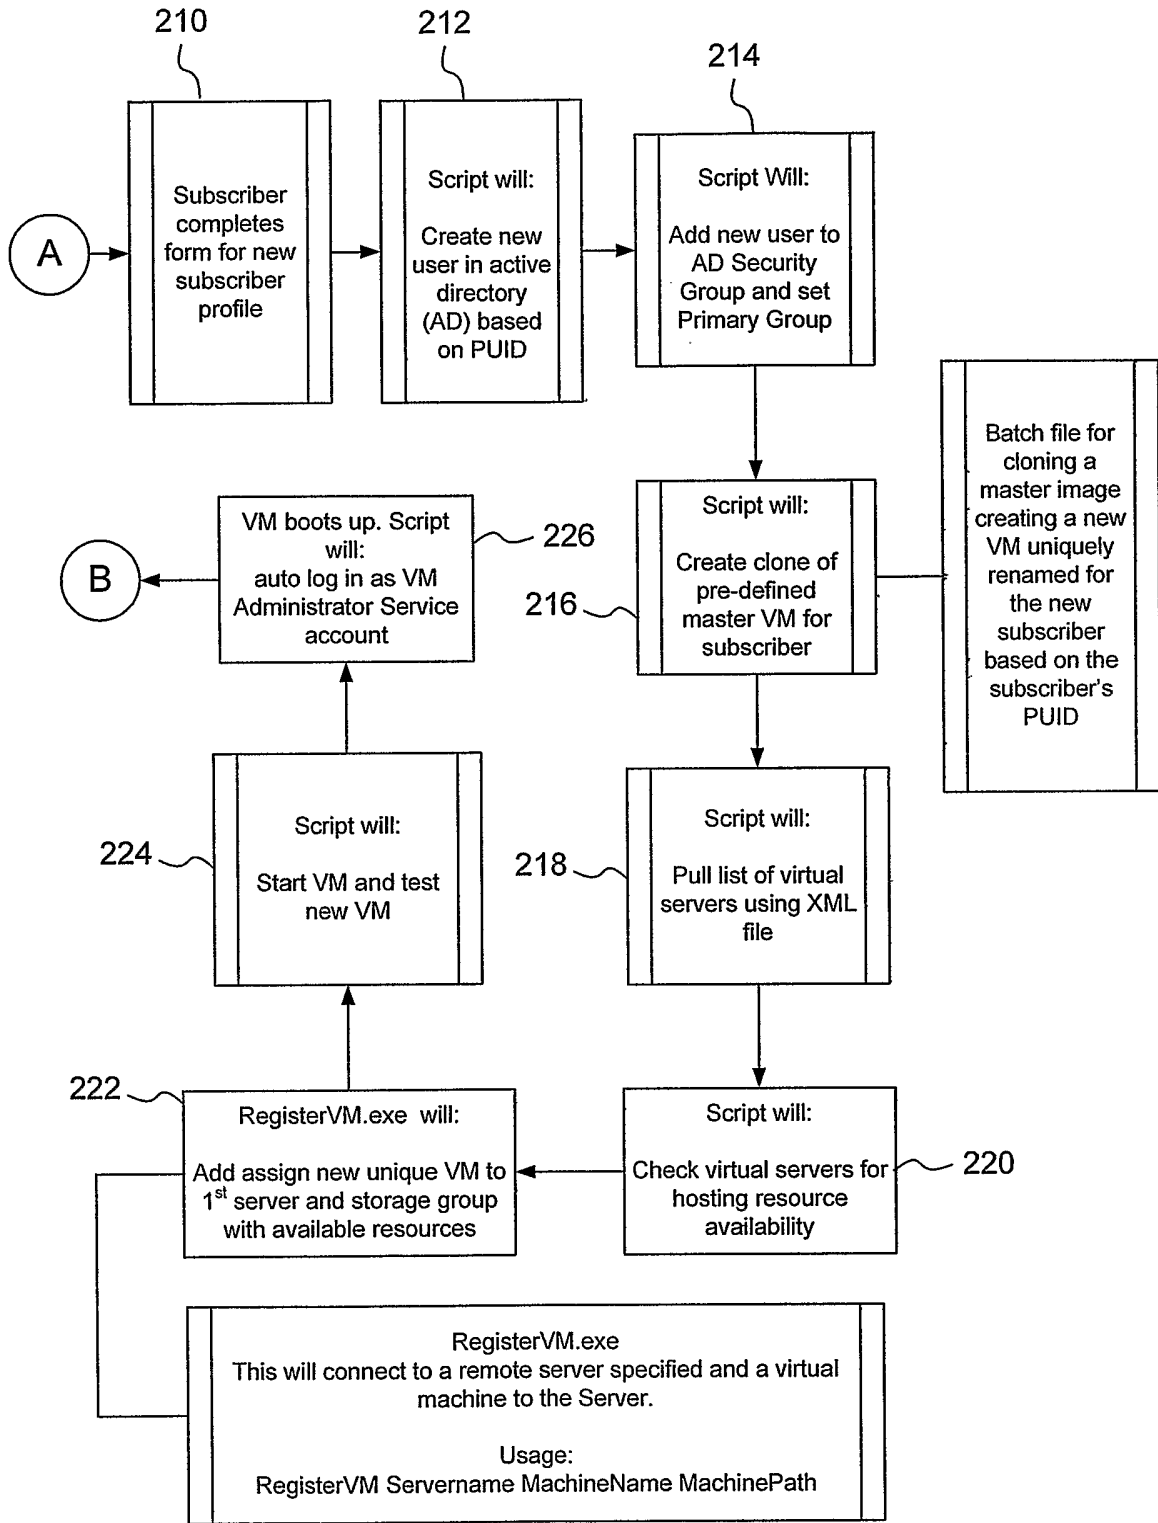 210
212
214
A
Subscriber
completes
form for new
subscriber
profile
Script will:
Create new
user in active
directory
(AD) based
on PUID
Script Will:
Add new user to
AD Security
Group and set
Primary Group
Batch file for
cloning a
master image
creating a new
VM uniquely
renamed for
the new
subscriber
based on the
subscriber's
PUID
216
Script will:
Create clone of
pre-defined
master VM for
subscriber
B
VM boots up. Script
will:
auto log in as VM
Administrator Service
account
226
224
Script will:
Start VM and test
new VM
218
Script will:
Pull list of virtual
servers using XML
file
222
RegisterVM.exe will:
Add assign new unique VM to
1st server and storage group
with available resources
Script will:
Check virtual servers for
hosting resource
availability
220
RegisterVM.exe
This will connect to a remote server specified and a virtual
machine to the Server.
Usage:
RegisterVM Servername MachineName MachinePath